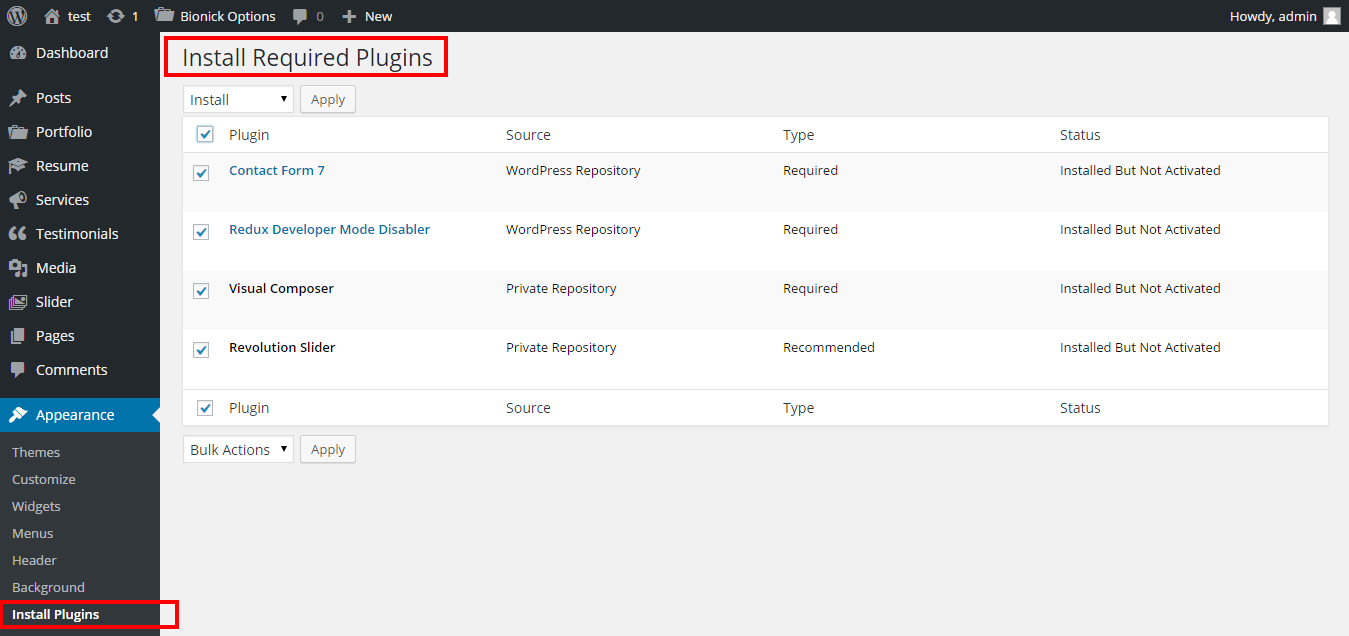 test 1 Bionick Options 0 New Howdy, admin
Dashboard
Posts
Portfolio
Resume
Services
Testimonials
Media
Slider
Pages
Comments
Appearance
Themes
Customize
Widgets
Menus
Header
Background
Install Plugins
Install Required Plugins
Install Apply
Plugin Source Type Status
Contact Form 7 WordPress Repository Required Installed But Not Activated
Redux Developer Mode Disabler WordPress Repository Required Installed But Not Activated
Visual Composer Private Repository Required Installed But Not Activated
Revolution Slider Private Repository Recommended Installed But Not Activated
Plugin Source Type Status
Bulk Actions Apply